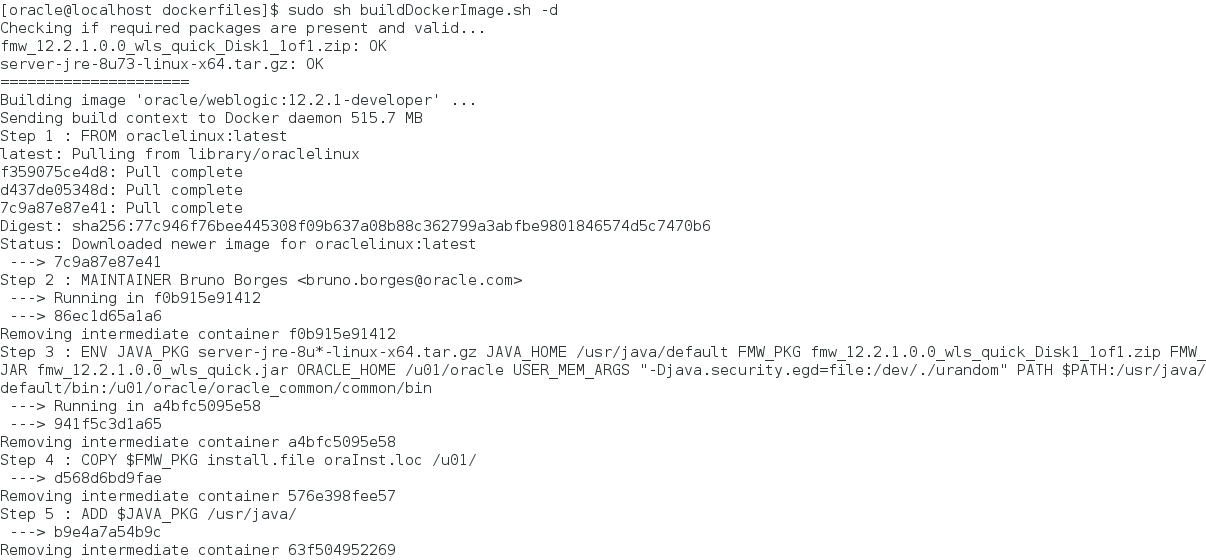 [oracle@localhost dockerfiles]$ sudo sh buildDockerImage.sh -d
Checking if required packages are present and valid...
fmw_12.2.1.0.0_wls_quick_Disk1_1of1.zip: OK
server-jre-8u73-linux-x64.tar.gz: OK
=====================
Building image 'oracle/weblogic:12.2.1-developer' ...
Sending build context to Docker daemon 515.7 MB
Step 1 : FROM oraclelinux:latest
latest: Pulling from library/oraclelinux
f359075ce4d8: Pull complete
d437de05348d: Pull complete
7c9a87e87e41: Pull complete
Digest: sha256:77c946f76bee445308f09b637a08b88c362799a3abfbe9801846574d5c7470b6
Status: Downloaded newer image for oraclelinux:latest
 ---> 7c9a87e87e41
Step 2 : MAINTAINER Bruno Borges <bruno.borges@oracle.com>
 ---> Running in f0b915e91412
 ---> 86ec1d65a1a6
Removing intermediate container f0b915e91412
Step 3 : ENV JAVA_PKG server-jre-8u*-linux-x64.tar.gz JAVA_HOME /usr/java/default FMW_PKG fmw_12.2.1.0.0_wls_quick_Disk1_1of1.zip FMW_
JAR fmw_12.2.1.0.0_wls_quick.jar ORACLE_HOME /u01/oracle USER_MEM_ARGS "-Djava.security.egd=file:/dev/./urandom" PATH $PATH:/usr/java/
default/bin:/u01/oracle/oracle_common/common/bin
 ---> Running in a4bfc5095e58
 ---> 941f5c3d1a65
Removing intermediate container a4bfc5095e58
Step 4 : COPY $FMW_PKG install.file oraInst.loc /u01/
 ---> d568d6bd9fae
Removing intermediate container 576e398fee57
Step 5 : ADD $JAVA_PKG /usr/java/
 ---> b9e4a7a54b9c
Removing intermediate container 63f504952269